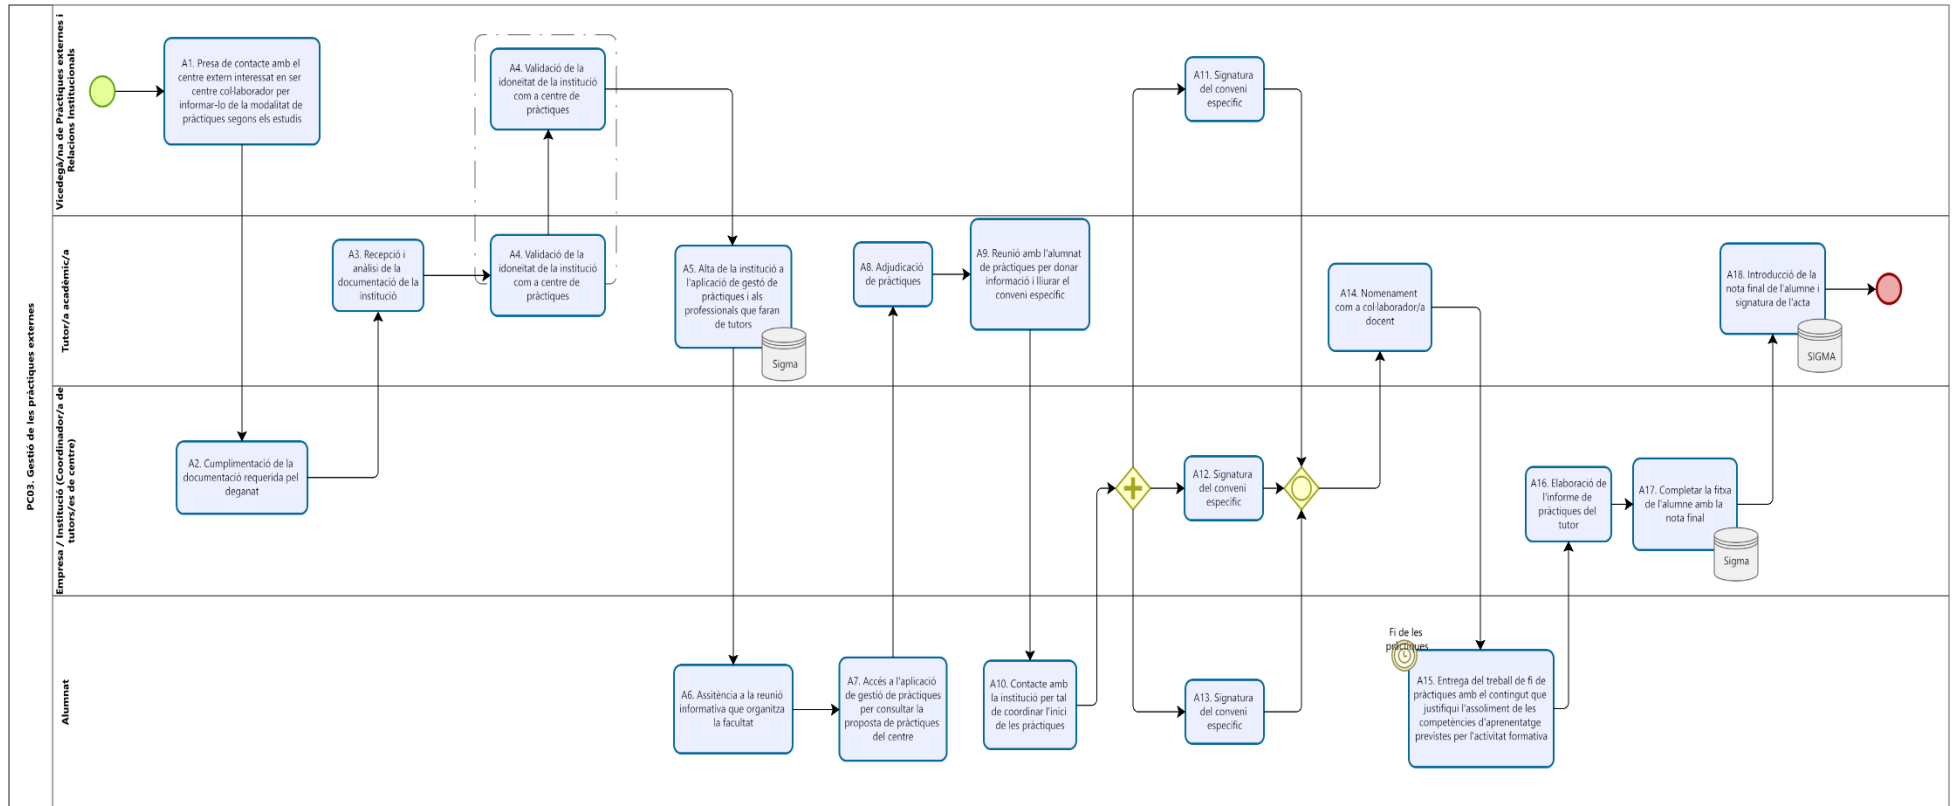 PC03. Gestió de les pràctiques externes
Vicedegà/na de Pràctiques externes i
Relacions Institucionals
A1. Presa de contacte amb el
centre extern interessat en ser
centre col·laborador per
informar-lo de la modalitat de
pràctiques segons els estudis
A4. Validació de la
idoneïtat de la institució
com a centre de
pràctiques
A11. Signatura
del conveni
específic
Tutor/a acadèmic/a
A3. Recepció i
anàlisi de la
documentació de la
institució
A4. Validació de la
idoneïtat de la institució
com a centre de
pràctiques
A5. Alta de la institució a
l'aplicació de gestó de
pràctiques i als
professionals que faran
de tutors
Sigma
A8. Adjudicació
de pràctiques
A9. Reunió amb l'alumnat
de pràctiques per donar
informació i lliurar el
conveni específic
A14. Nomenament
com a col·laborador/a
docent
A18. Introducció de la
nota final de l'alumne i
signatura de l'acta
SIGMA
Empresa / Institució (Coordinador/a de
tutors/es de centre)
A2. Cumplimentació de la
documentació requerida pel
deganat
A12. Signatura
del conveni
específic
A16. Elaboració de
l'informe de
pràctiques del
tutor
A17. Completar la fitxa
de l'alumne amb la
nota final
Sigma
Alumnat
A6. Assitència a la reunió
informativa que organitza
la facultat
A7. Accés a l'aplicació
de gestió de pràctiques
per consultar la
proposta de pràctiques
del centre
A10. Contacte amb
la institució per tal
de coordinar l'inici
de les pràctiques
A13. Signatura
del conveni
específic
Fi de les
pràctiques
A15. Entrega del treball de fi de
pràctiques amb el contingut que
justifiqui l'assoliment de les
competències d'aprenentatge
previstes per l'activitat formativa